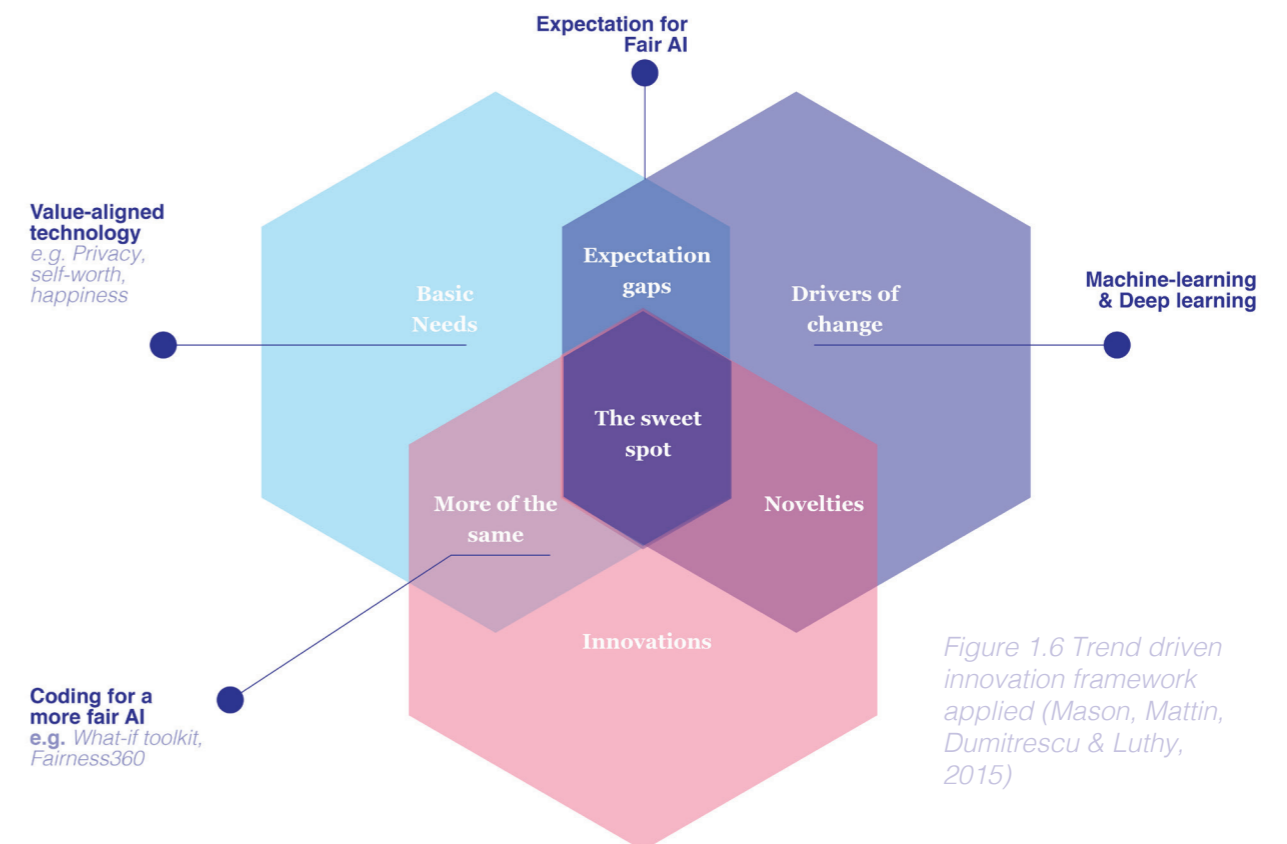 Expectation for
Fair AI
Value-aligned
technology
e.g. Privacy,
self-worth,
happiness
Expectation
gaps
Basic
Needs
Drivers of
change
Machine-learning
& Deep learning
The sweet
spot
More of the
same
Novelties
Innovations
Coding for a
more fair AI
e.g. What-if toolkit,
Fairness360
Figure 1.6 Trend driven
innovation framework
applied (Mason, Mattin,
Dumitrescu & Luthy,
2015)